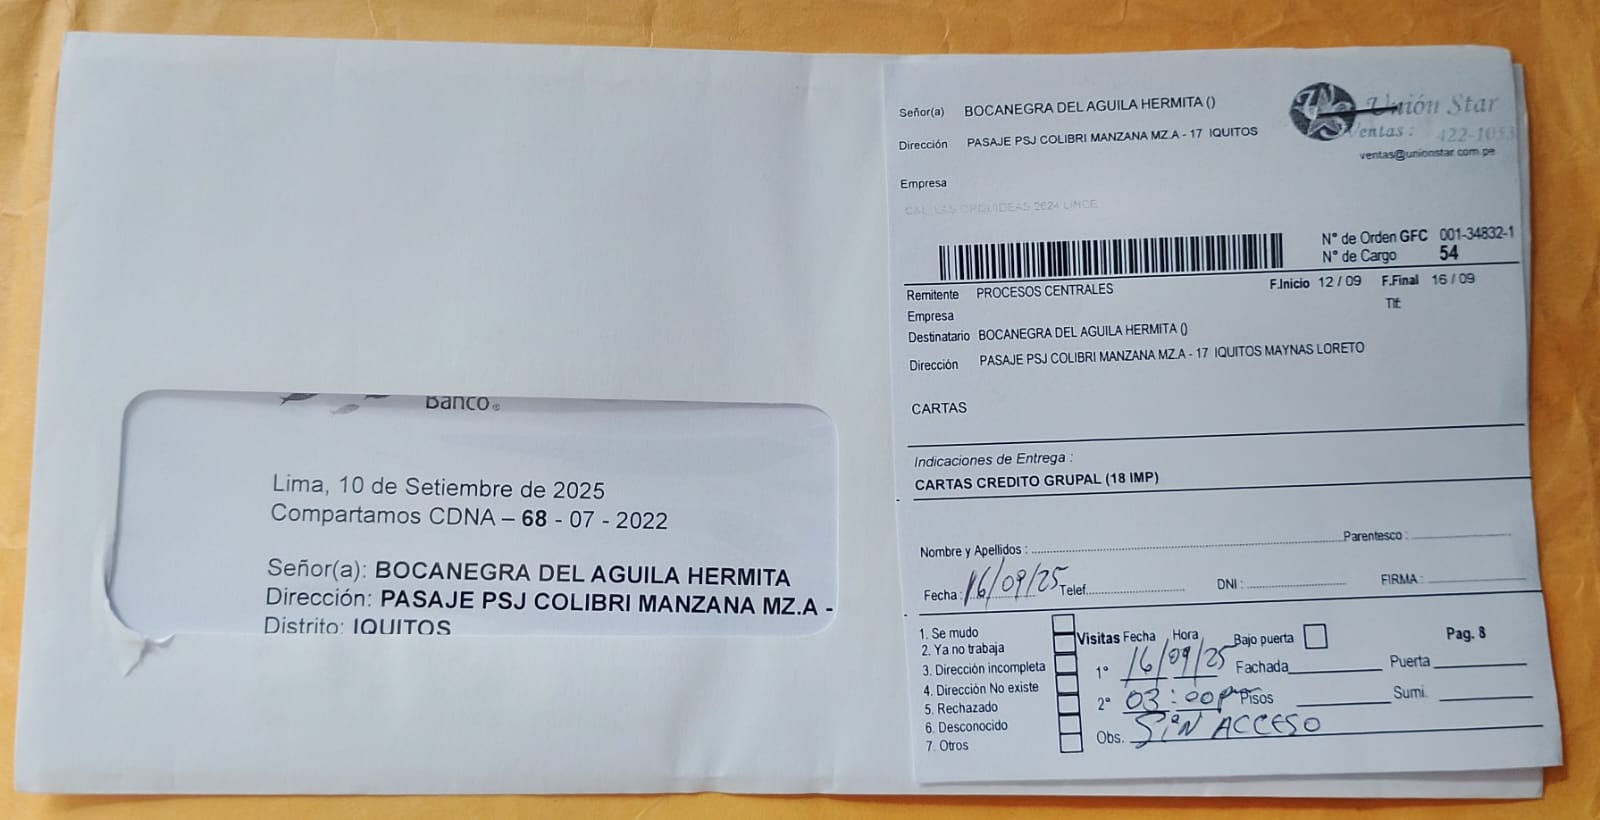 Banco®
Lima, 10 de Setiembre de 2025
Compartamos CDNA – 68 - 07 - 2022
Señor(a): BOCANEGRA DEL AGUILA HERMITA
Dirección: PASAJE PSJ COLIBRI MANZANA MZ.A -
Distrito: IQUITOS
Señor(a) BOCANEGRA DEL AGUILA HERMITA ()
Dirección PASAJE PSJ COLIBRI MANZANA MZ.A - 17 IQUITOS
Unión Star
Ventas: 422-1053
ventas@unionstar.com.pe
Empresa
CAL. LAS ORQUIDEAS 2624 LINCE
N° de Orden GFC 001-34832-1
N° de Cargo 54
Remitente PROCESOS CENTRALES F.Inicio 12 / 09 F.Final 16 / 09
Empresa Tlf:
Destinatario BOCANEGRA DEL AGUILA HERMITA ()
Dirección PASAJE PSJ COLIBRI MANZANA MZ.A - 17 IQUITOS MAYNAS LORETO
CARTAS
Indicaciones de Entrega :
CARTAS CREDITO GRUPAL (18 IMP)
Nombre y Apellidos : Parentesco :
Fecha : 16/09/25 Telef. DNI : FIRMA :
1. Se mudo
2. Ya no trabaja
3. Dirección incompleta
4. Dirección No existe
5. Rechazado
6. Desconocido
7. Otros
Visitas Fecha Hora Bajo puerta Pag. 8
1° 16/09/25 Fachada Puerta
2° 03:00P Pisos Sumi.
Obs. SiN ACCESO